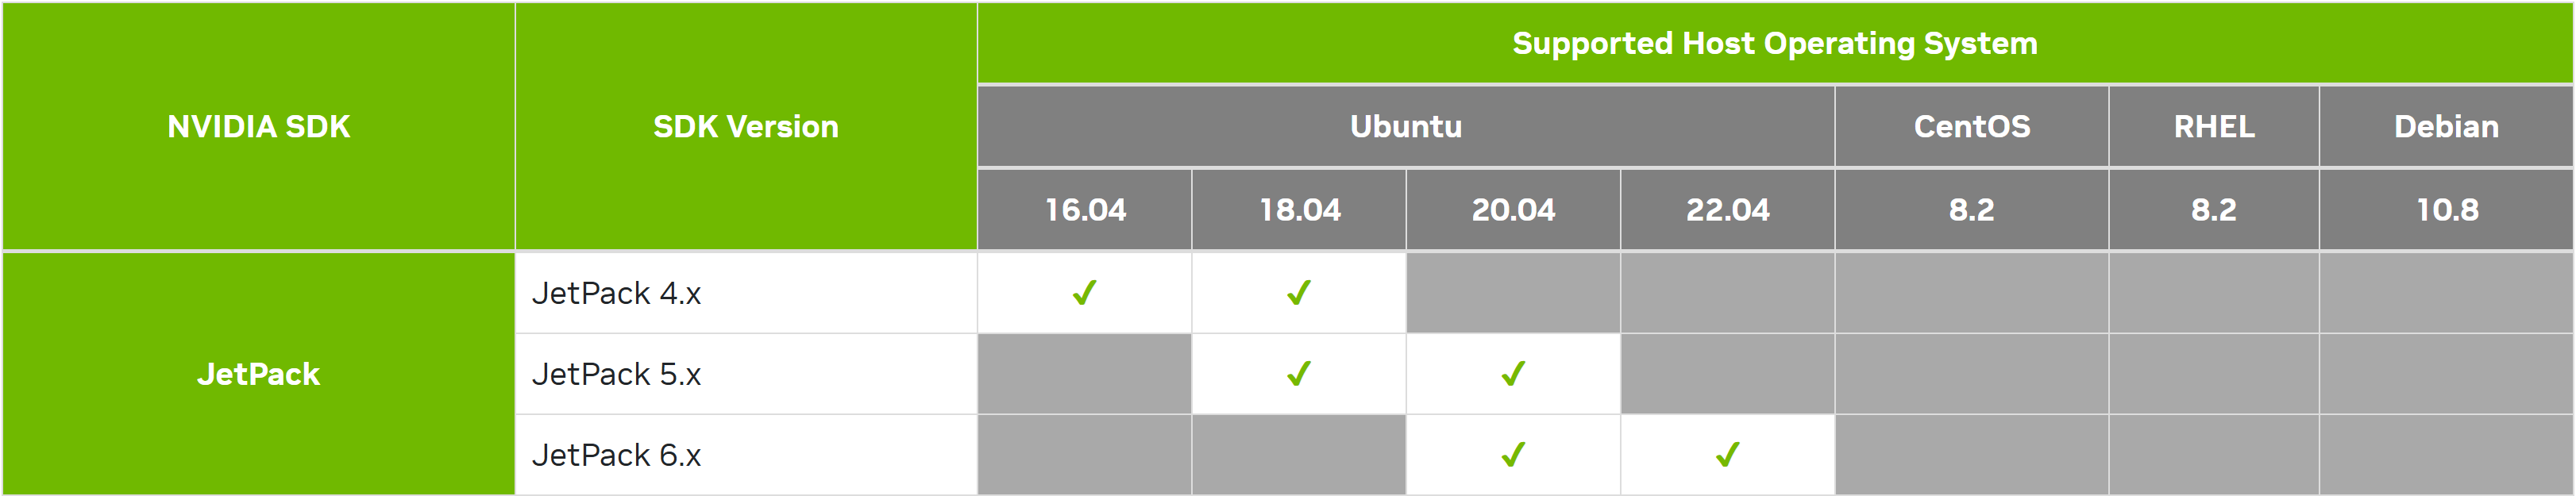 NVIDIA SDK SDK Version Supported Host Operating System
Ubuntu CentOS RHEL Debian
16.04 18.04 20.04 22.04 8.2 8.2 10.8
JetPack
JetPack 4.x ✓ ✓
JetPack 5.x ✓ ✓
JetPack 6.x ✓ ✓